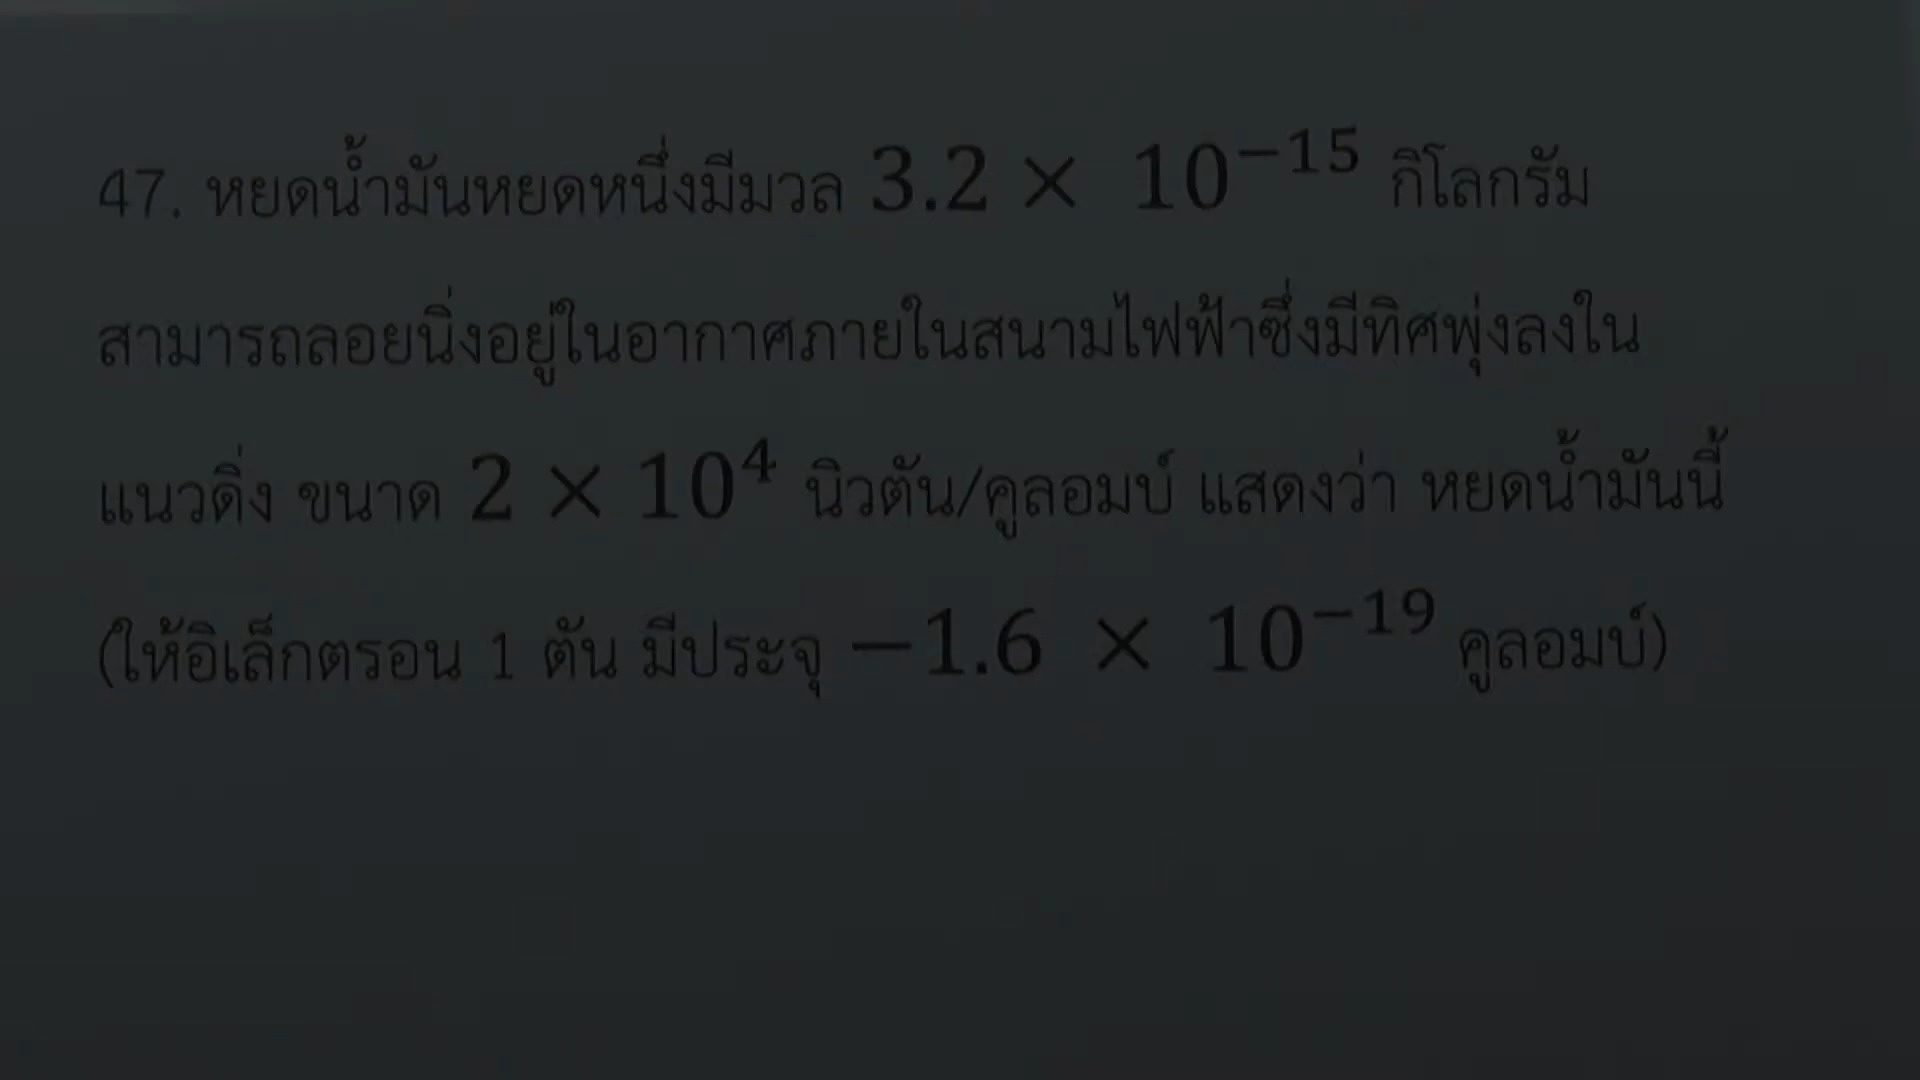 47. หยดน้ำมันหยดหนึ่งมีมวล 3.2 × 10⁻¹⁵ กิโลกรัม
สามารถลอยนิ่งอยู่ในอากาศภายในสนามไฟฟ้าซึ่งมีทิศพุ่งลงใน
แนวดิ่ง ขนาด 2 × 10⁴ นิวตัน/คูลอมบ์ แสดงว่า หยดน้ำมันนี้
(ให้อิเล็กตรอน 1 ตัน มีประจุ −1.6 × 10⁻¹⁹ คูลอมบ์)